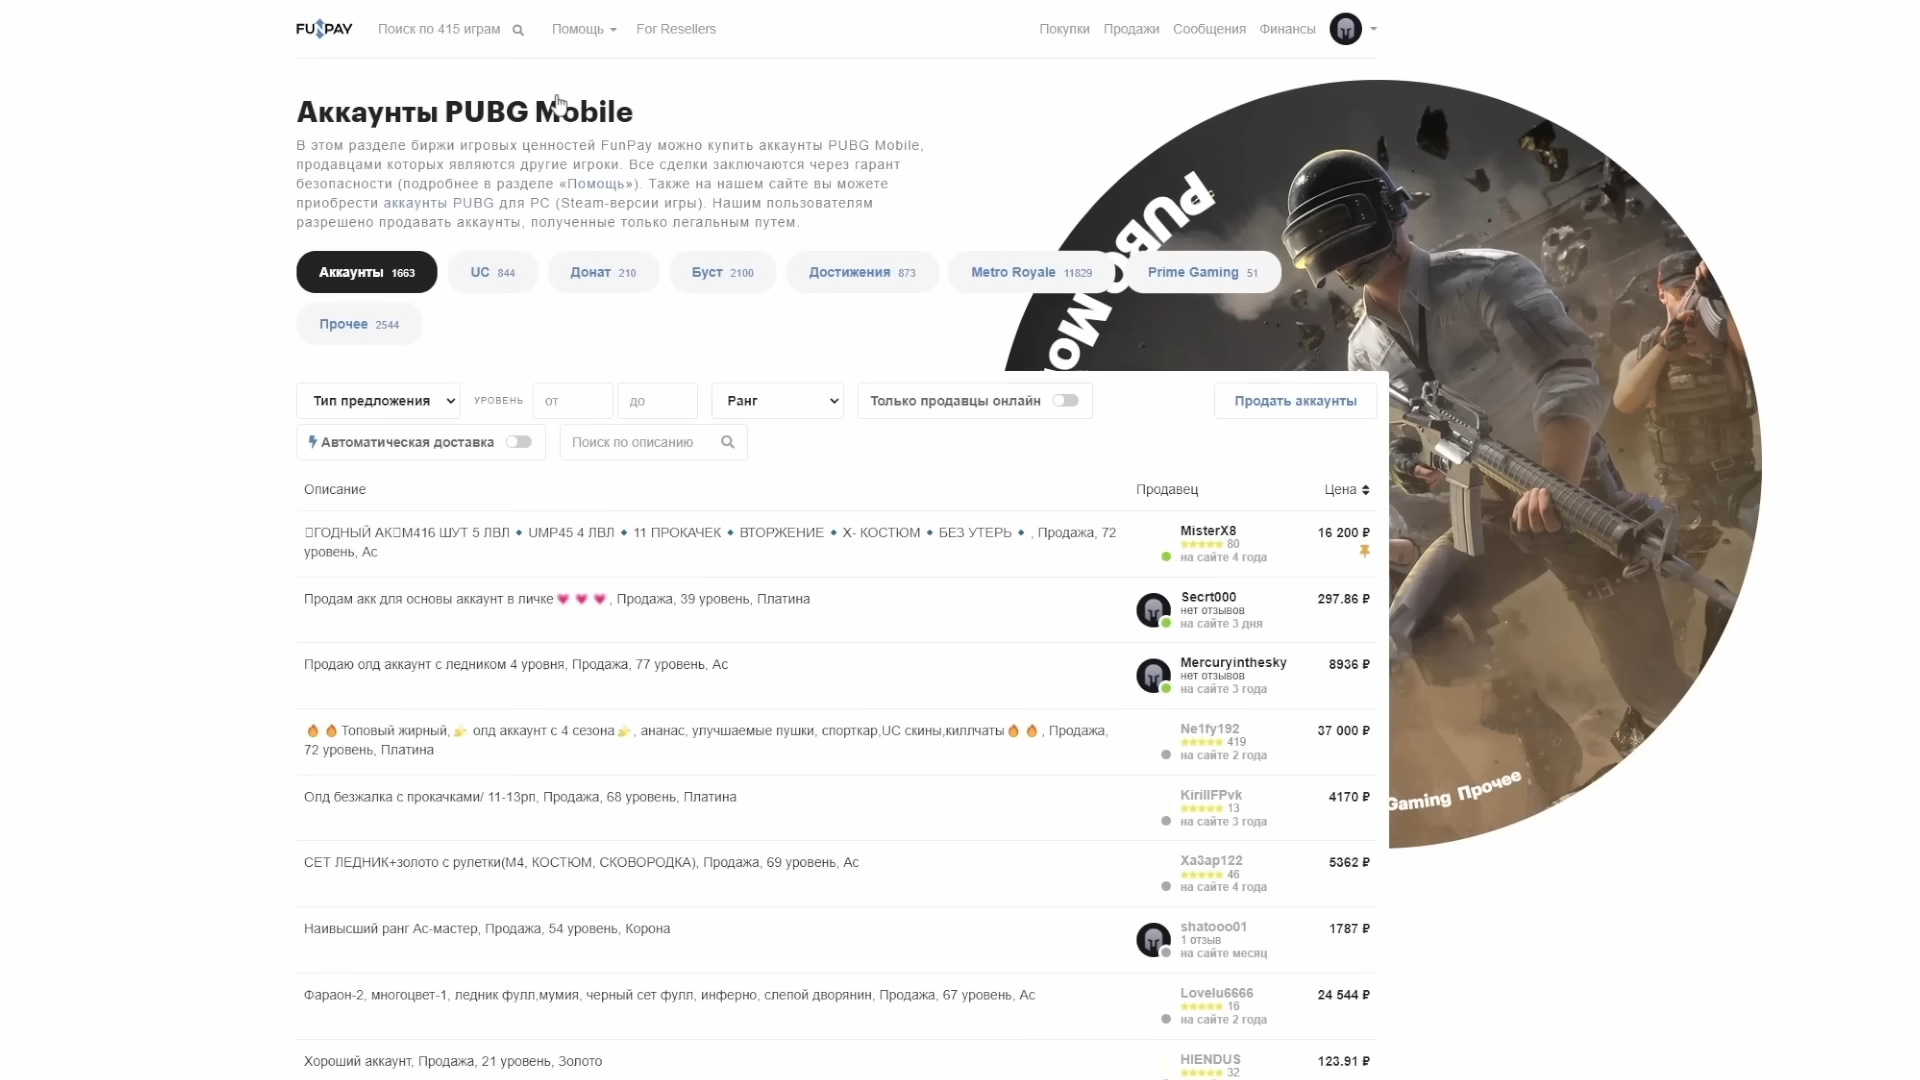 FUNPAY
Поиск по 415 играм
Помощь
For Resellers
Покупки
Продажи
Сообщения
Финансы
Аккаунты PUBG Mobile
В этом разделе биржи игровых ценностей FunPay можно купить аккаунты PUBG Mobile,
продавцами которых являются другие игроки. Все сделки заключаются через гарант
безопасности (подробнее в разделе «Помощь»). Также на нашем сайте вы можете
приобрести аккаунты PUBG для PC (Steam-версии игры). Нашим пользователям
разрешено продавать аккаунты, полученные только легальным путем.
PUBG Mo
Аккаунты 1663
UC 844
Донат 210
Буст 2100
Достижения 873
Metro Royale 11829
Prime Gaming 51
Прочее 2544
Тип предложения
УРОВЕНЬ
от
до
Ранг
Только продавцы онлайн
Продать аккаунты
Автоматическая доставка
Поиск по описанию
Описание
Продавец
Цена
ГОДНЫЙ АК M416 ШУТ 5 ЛВЛ 🔹 UMP45 4 ЛВЛ 🔹 11 ПРОКАЧЕК 🔹 ВТОРЖЕНИЕ 🔹 X- КОСТЮМ 🔹 БЕЗ УТЕРЬ 🔹 , Продажа, 72
уровень, Ас
MisterX8
80
на сайте 4 года
16 200 ₽
Продам акк для основы аккаунт в личке💗 💗 💗 , Продажа, 39 уровень, Платина
Secrt000
нет отзывов
на сайте 3 дня
297.86 ₽
Продаю олд аккаунт с ледником 4 уровня, Продажа, 77 уровень, Ас
Mercuryinthesky
нет отзывов
на сайте 3 года
8936 ₽
🔥 🔥 Топовый жирный, 💫 олд аккаунт с 4 сезона💫 , ананас, улучшаемые пушки, спорткар,UC скины,киллчаты🔥 🔥 , Продажа,
72 уровень, Платина
Ne1fy192
419
на сайте 2 года
37 000 ₽
Олд безжалка с прокачками/ 11-13рп, Продажа, 68 уровень, Платина
KirillFPvk
13
на сайте 3 года
4170 ₽
Gaming Прочее
СЕТ ЛЕДНИК+золото с рулетки(М4, КОСТЮМ, СКОВОРОДКА), Продажа, 69 уровень, Ас
Xa3ap122
46
на сайте 4 года
5362 ₽
Наивысший ранг Ас-мастер, Продажа, 54 уровень, Корона
shatooo01
1 отзыв
на сайте месяц
1787 ₽
Фараон-2, многоцвет-1, ледник фулл,мумия, черный сет фулл, инферно, слепой дворянин, Продажа, 67 уровень, Ас
Lovelu6666
16
на сайте 2 года
24 544 ₽
Хороший аккаунт, Продажа, 21 уровень, Золото
HIENDUS
32
123.91 ₽